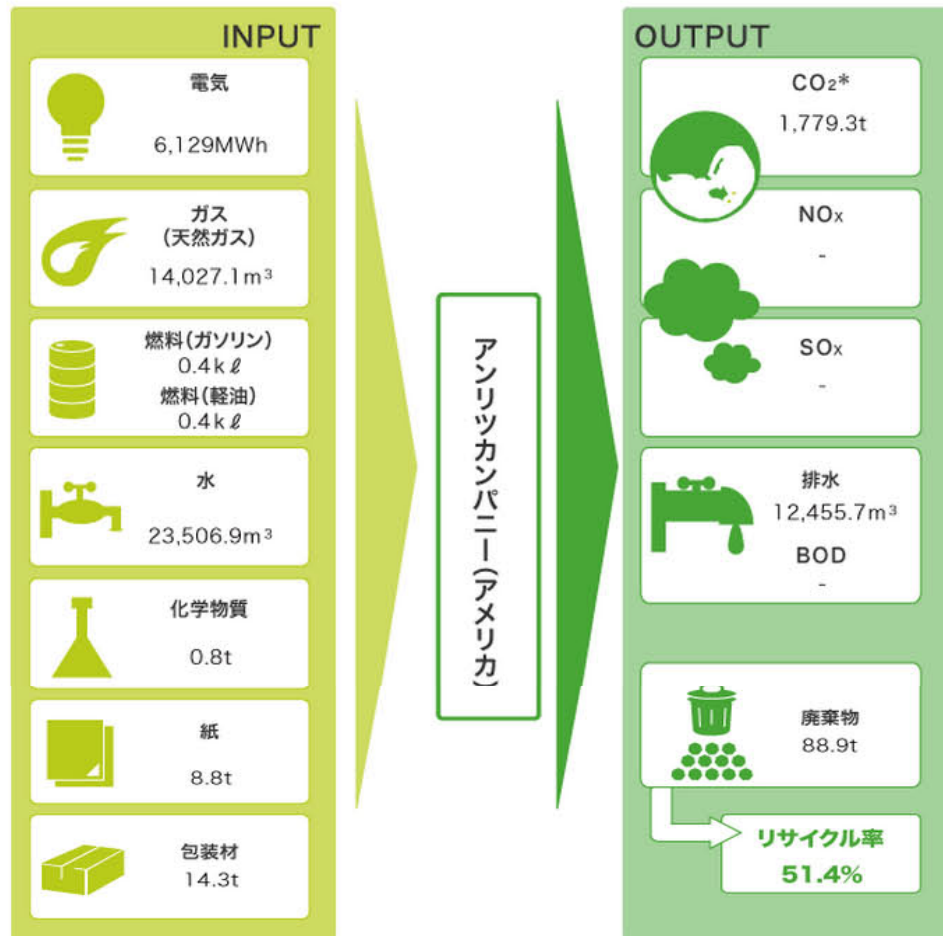 INPUT
電気
6,129MWh
ガス
(天然ガス)
14,027.1m³
燃料(ガソリン)
0.4kℓ
燃料(軽油)
0.4kℓ
水
23,506.9m³
化学物質
0.8t
紙
8.8t
包装材
14.3t
アンリツカンパニー(アメリカ)
OUTPUT
CO₂*
1,779.3t
NOx
-
SOx
-
排水
12,455.7m³
BOD
-
廃棄物
88.9t
リサイクル率
51.4%